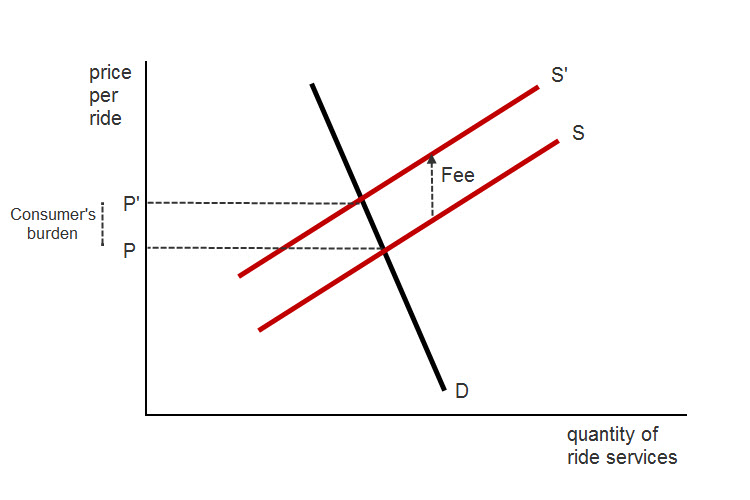 price
per
ride
S'
S
Fee
P'
Consumer's
burden
P
D
quantity of
ride services